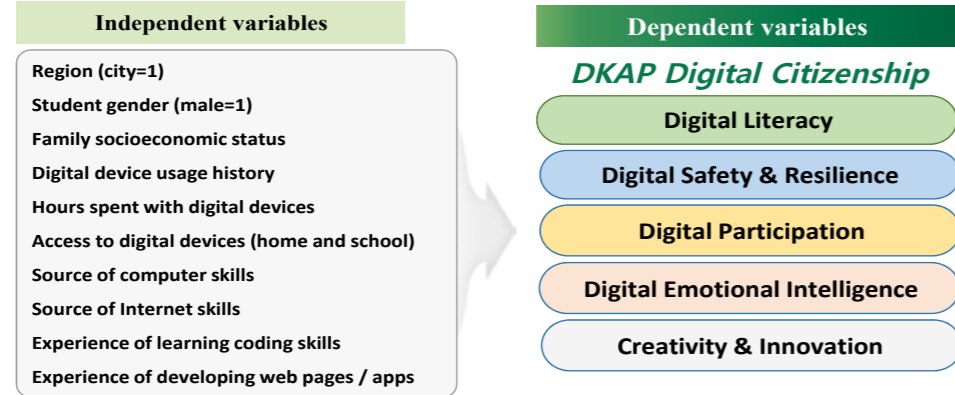 Independent variables
Region (city=1)
Student gender (male=1)
Family socioeconomic status
Digital device usage history
Hours spent with digital devices
Access to digital devices (home and school)
Source of computer skills
Source of Internet skills
Experience of learning coding skills
Experience of developing web pages / apps
Dependent variables
DKAP Digital Citizenship
Digital Literacy
Digital Safety & Resilience
Digital Participation
Digital Emotional Intelligence
Creativity & Innovation